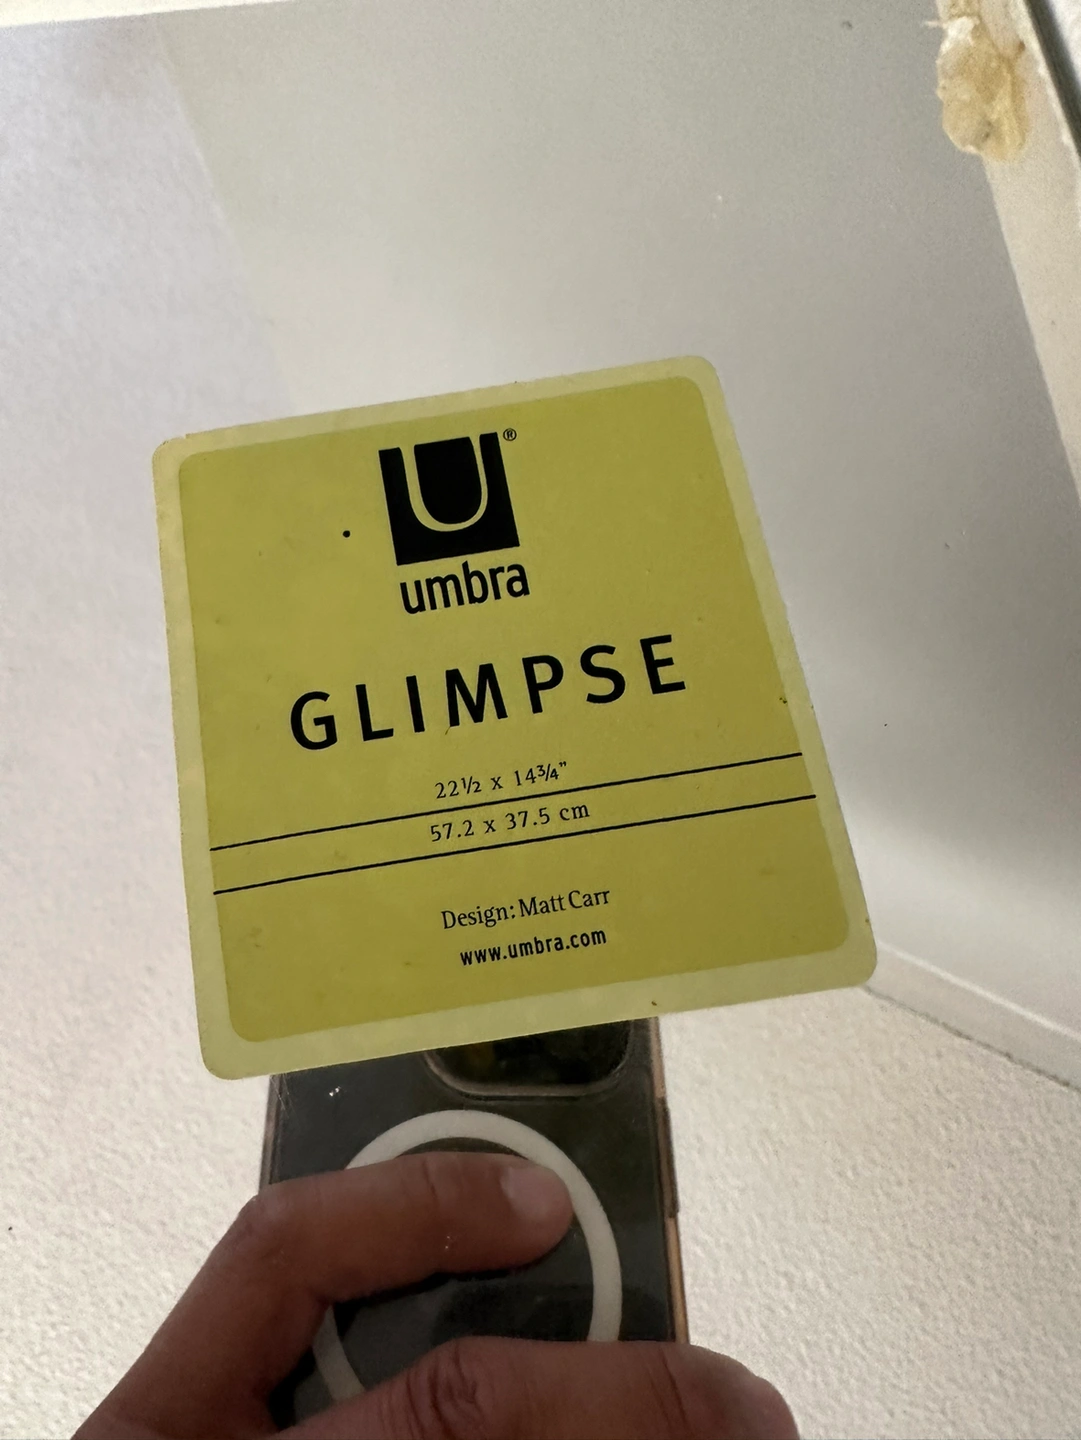 U®
umbra
GLIMPSE
22½ x 14¾"
57.2 x 37.5 cm
Design: Matt Carr
www.umbra.com